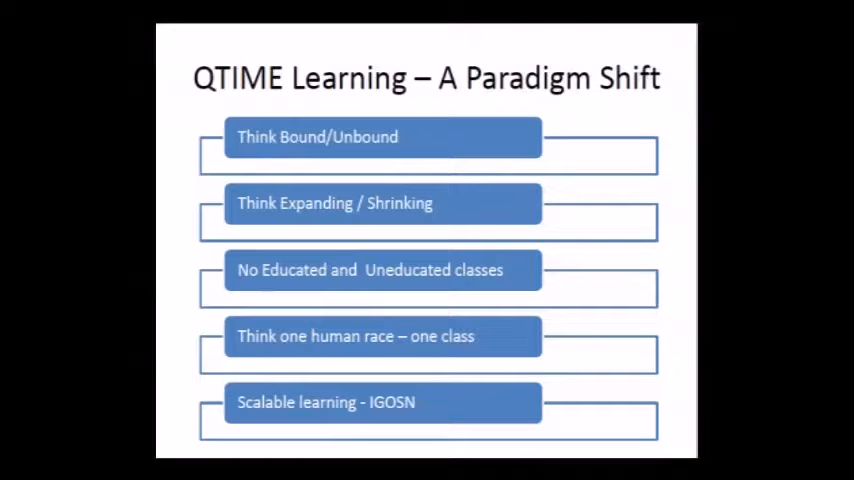 QTIME Learning – A Paradigm Shift
Think Bound/Unbound
Think Expanding / Shrinking
No Educated and Uneducated classes
Think one human race – one class
Scalable learning - IGOSN